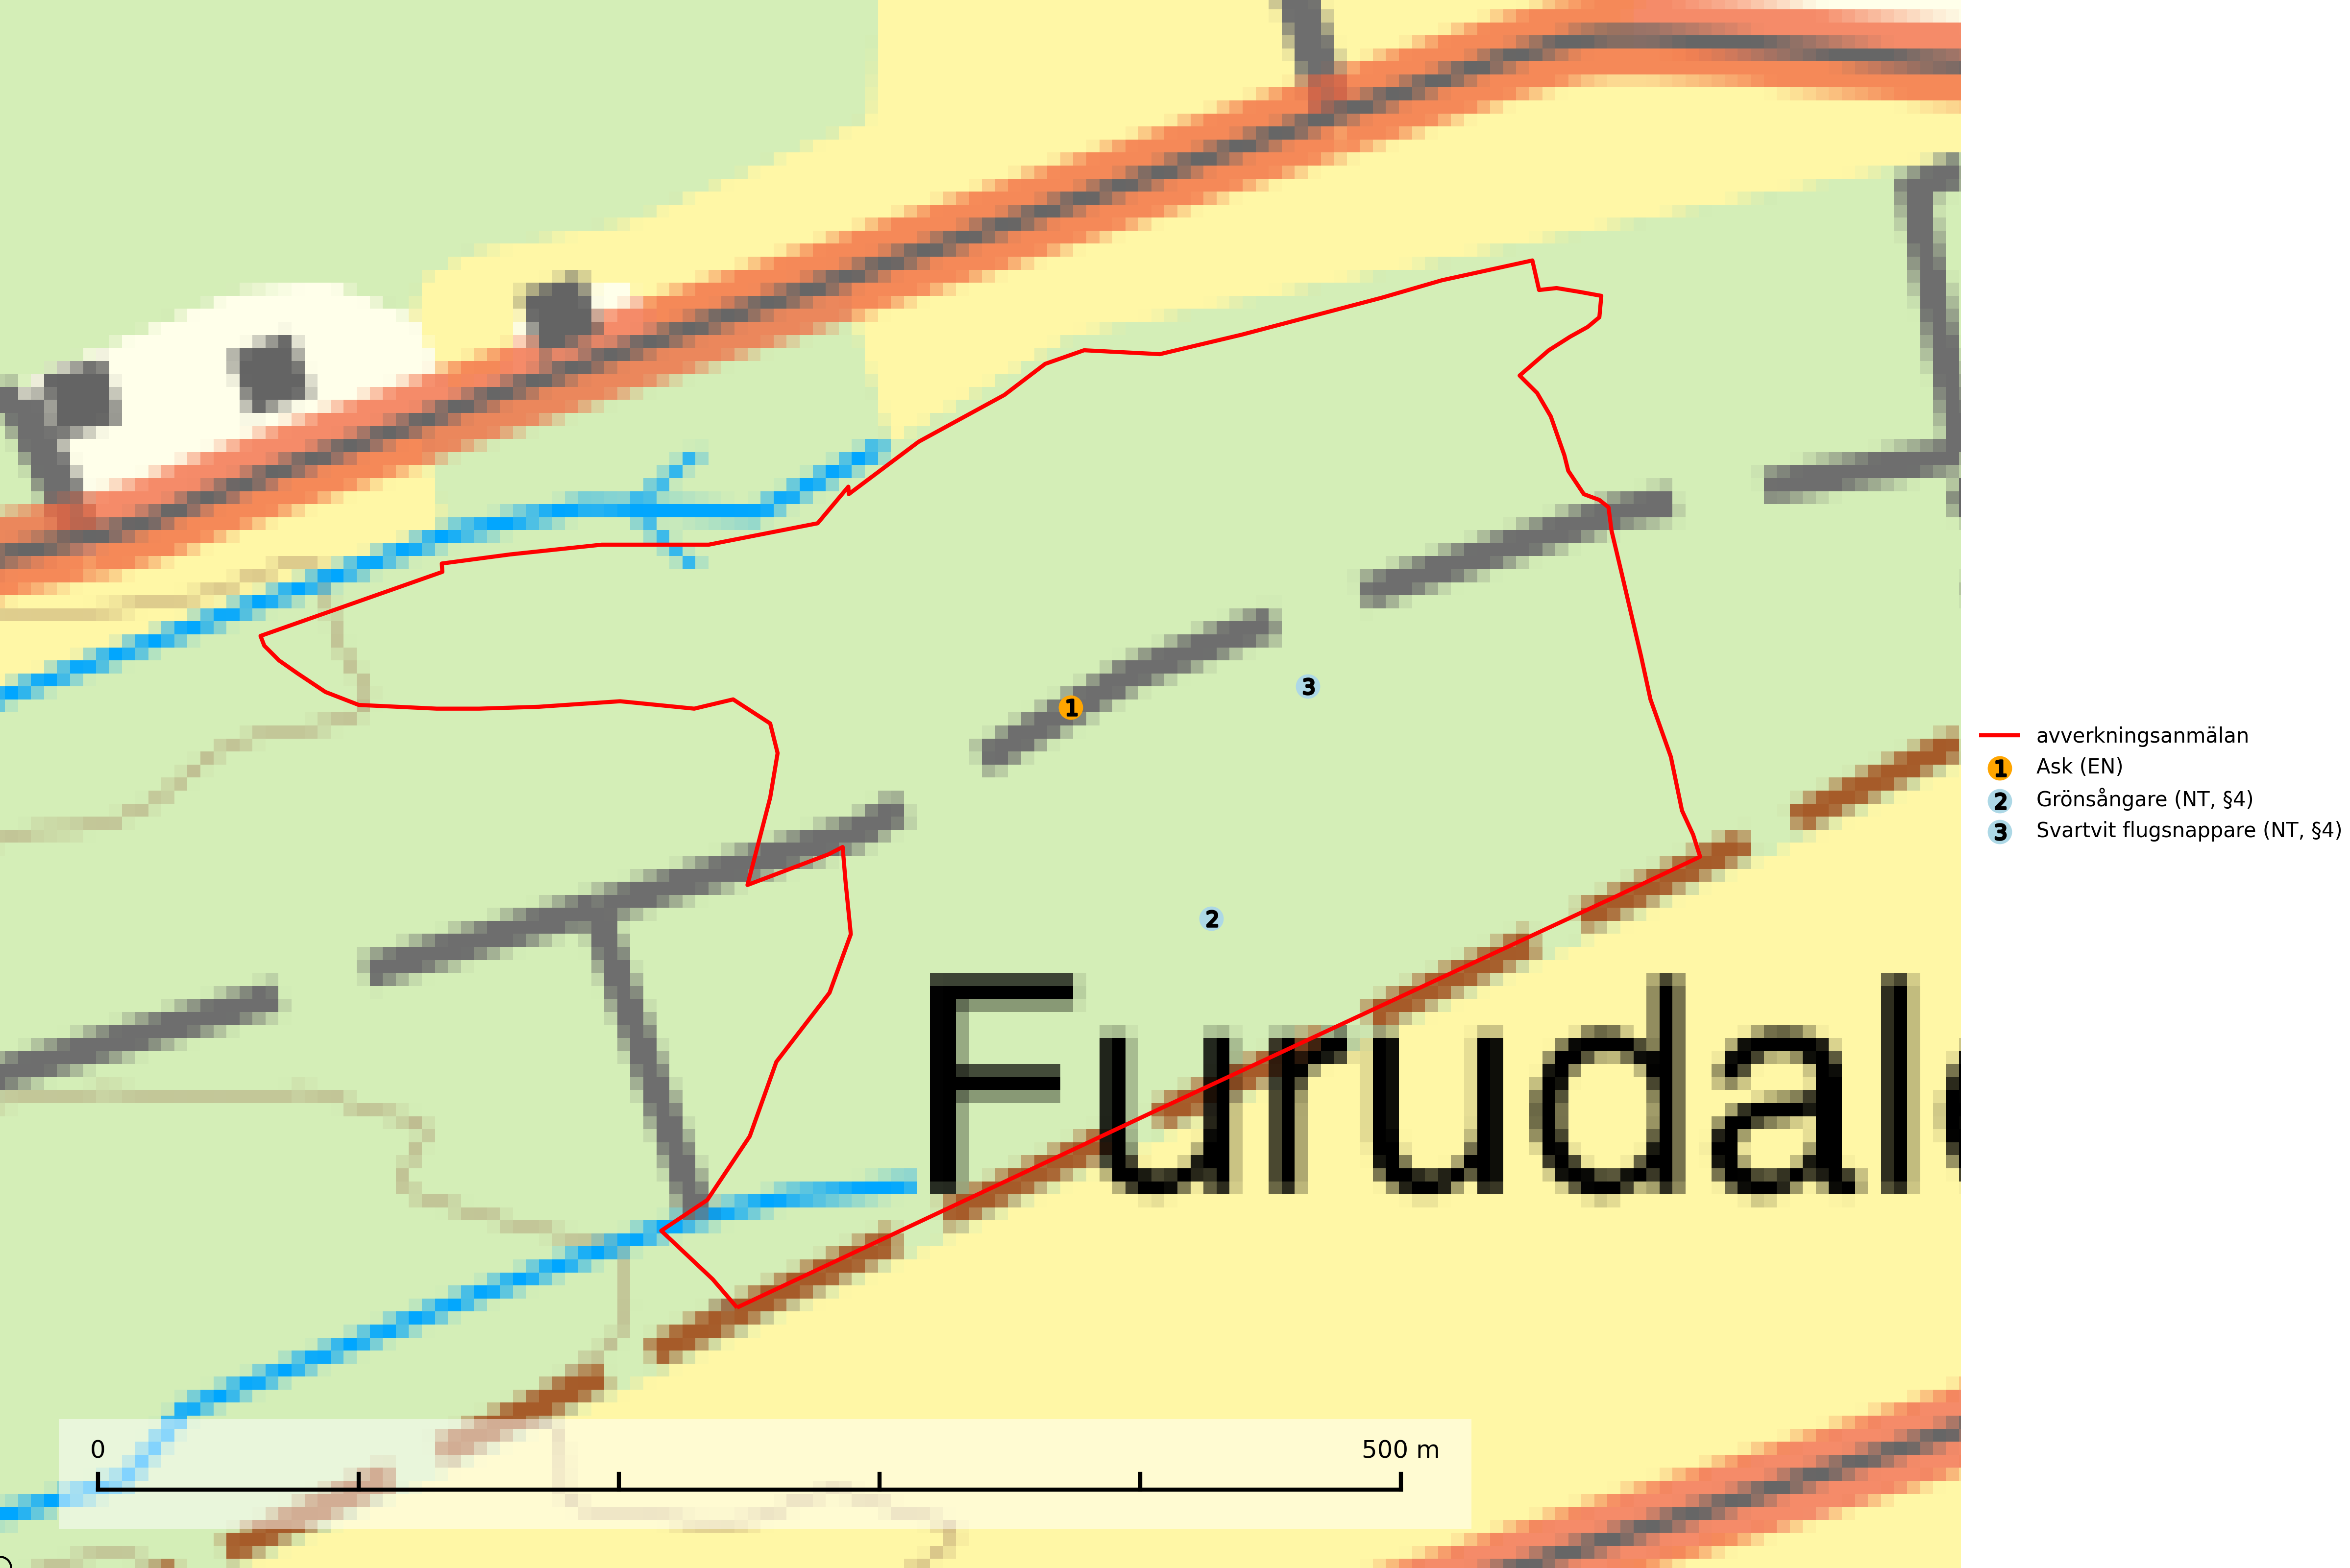 1
3
2
Furudal
0 500 m
avverkningsanmälan
1 Ask (EN)
2 Grönsångare (NT, §4)
3 Svartvit flugsnappare (NT, §4)